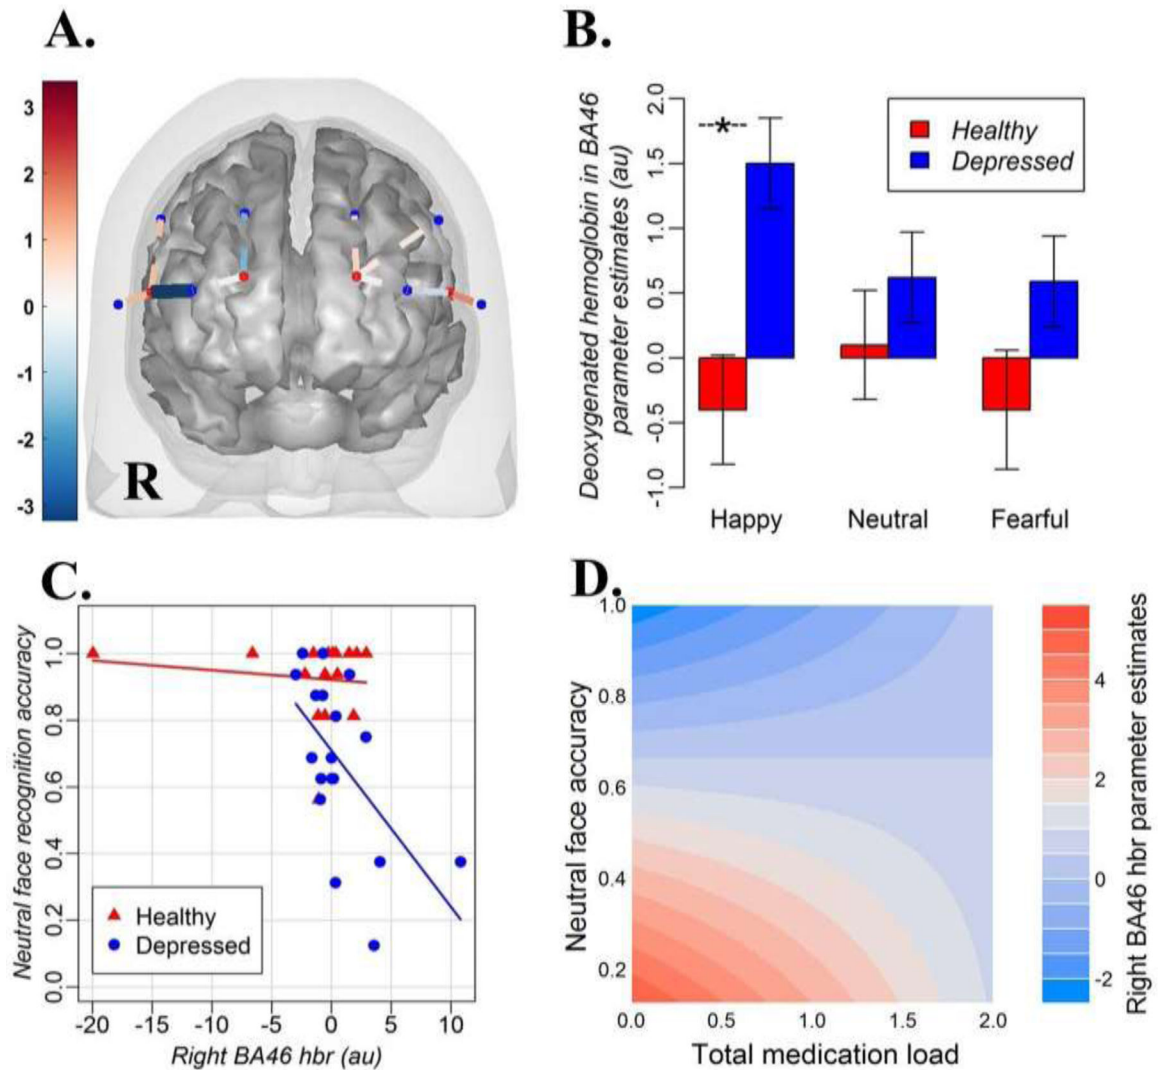 A.
3
2
1
0
-1
-2
-3
R
B.
Deoxygenated hemoglobin in BA46
parameter estimates (au)
2.0
1.5
1.0
0.5
0.0
-0.5
-1.0
*
Healthy
Depressed
Happy Neutral Fearful
C.
Neutral face recognition accuracy
1.0
0.8
0.6
0.4
0.2
0.0
Healthy
Depressed
-20 -15 -10 -5 0 5 10
Right BA46 hbr (au)
D.
Neutral face accuracy
1.0
0.8
0.6
0.4
0.2
0.0 0.5 1.0 1.5 2.0
Total medication load
4
2
0
-2
Right BA46 hbr parameter estimates